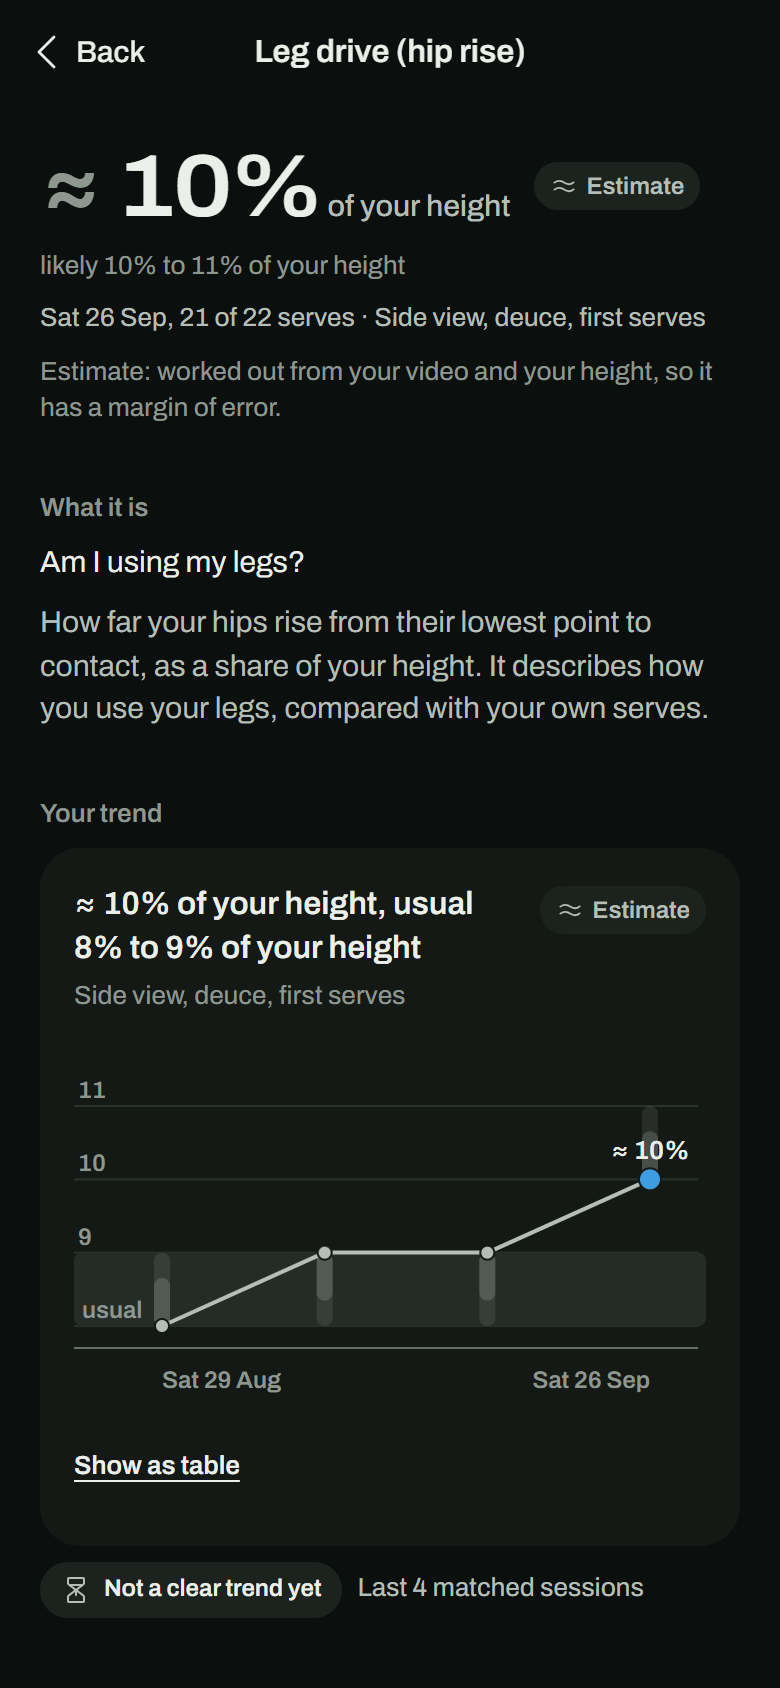 Back
Leg drive (hip rise)
≈ 10% of your height
≈ Estimate
likely 10% to 11% of your height
Sat 26 Sep, 21 of 22 serves · Side view, deuce, first serves
Estimate: worked out from your video and your height, so it
has a margin of error.
What it is
Am I using my legs?
How far your hips rise from their lowest point to
contact, as a share of your height. It describes how
you use your legs, compared with your own serves.
Your trend
≈ 10% of your height, usual
8% to 9% of your height
≈ Estimate
Side view, deuce, first serves
11
≈ 10%
10
9
usual
Sat 29 Aug
Sat 26 Sep
Show as table
Not a clear trend yet
Last 4 matched sessions